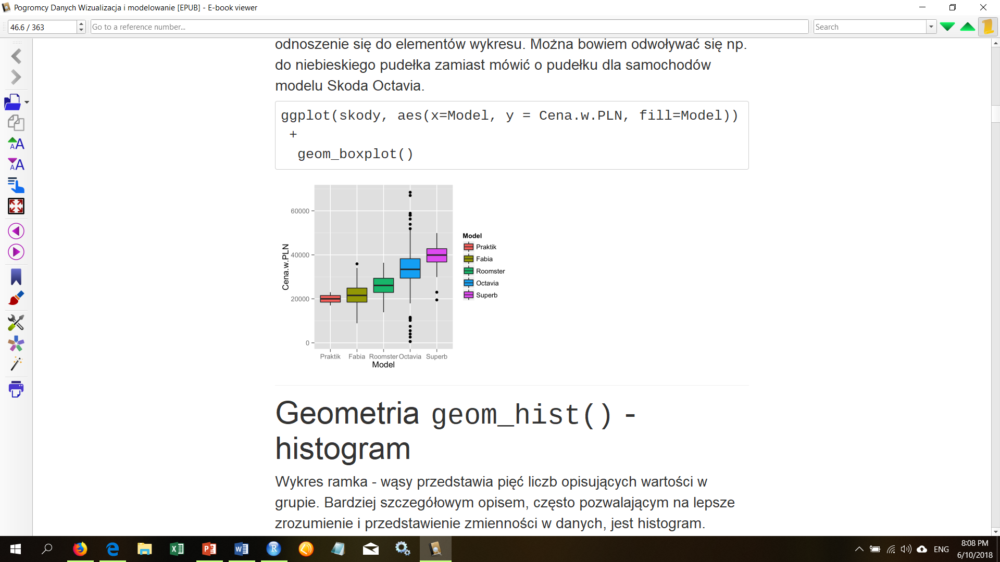 Pogromcy Danych Wizualizacja i modelowanie [EPUB] - E-book viewer
46.6 / 363
Go to a reference number...
Search
odnoszenie się do elementów wykresu. Można bowiem odwoływać się np.
do niebieskiego pudełka zamiast mówić o pudełku dla samochodów
modelu Skoda Octavia.
ggplot(skody, aes(x=Model, y = Cena.w.PLN, fill=Model))
+
geom_boxplot()
60000
40000
20000
0
Cena.w.PLN
Praktik Fabia Roomster Octavia Superb
Model
Model
Praktik
Fabia
Roomster
Octavia
Superb
Geometria geom_hist() -
histogram
Wykres ramka - wąsy przedstawia pięć liczb opisujących wartości w
grupie. Bardziej szczegółowym opisem, często pozwalającym na lepsze
zrozumienie i przedstawienie zmienności w danych, jest histogram.
ENG
8:08 PM
6/10/2018